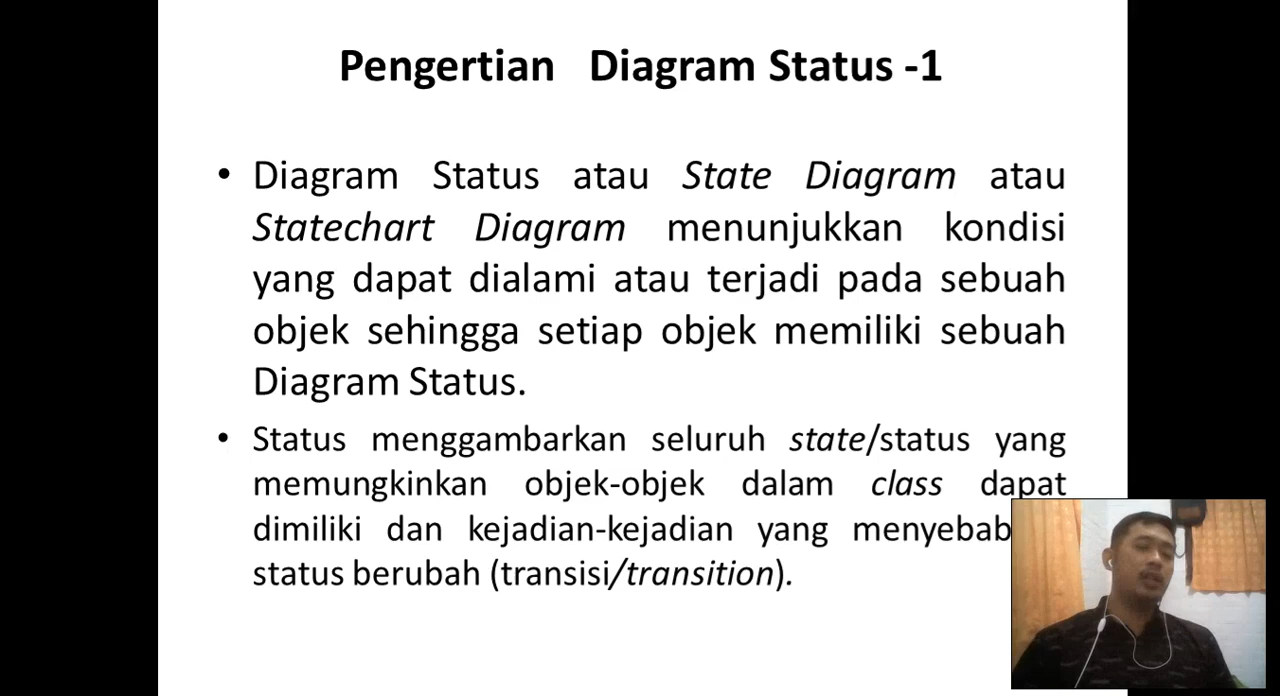 Pengertian Diagram Status -1
• Diagram Status atau State Diagram atau
Statechart Diagram menunjukkan kondisi
yang dapat dialami atau terjadi pada sebuah
objek sehingga setiap objek memiliki sebuah
Diagram Status.
• Status menggambarkan seluruh state/status yang
memungkinkan objek-objek dalam class dapat
dimiliki dan kejadian-kejadian yang
status berubah (transisi/transition).